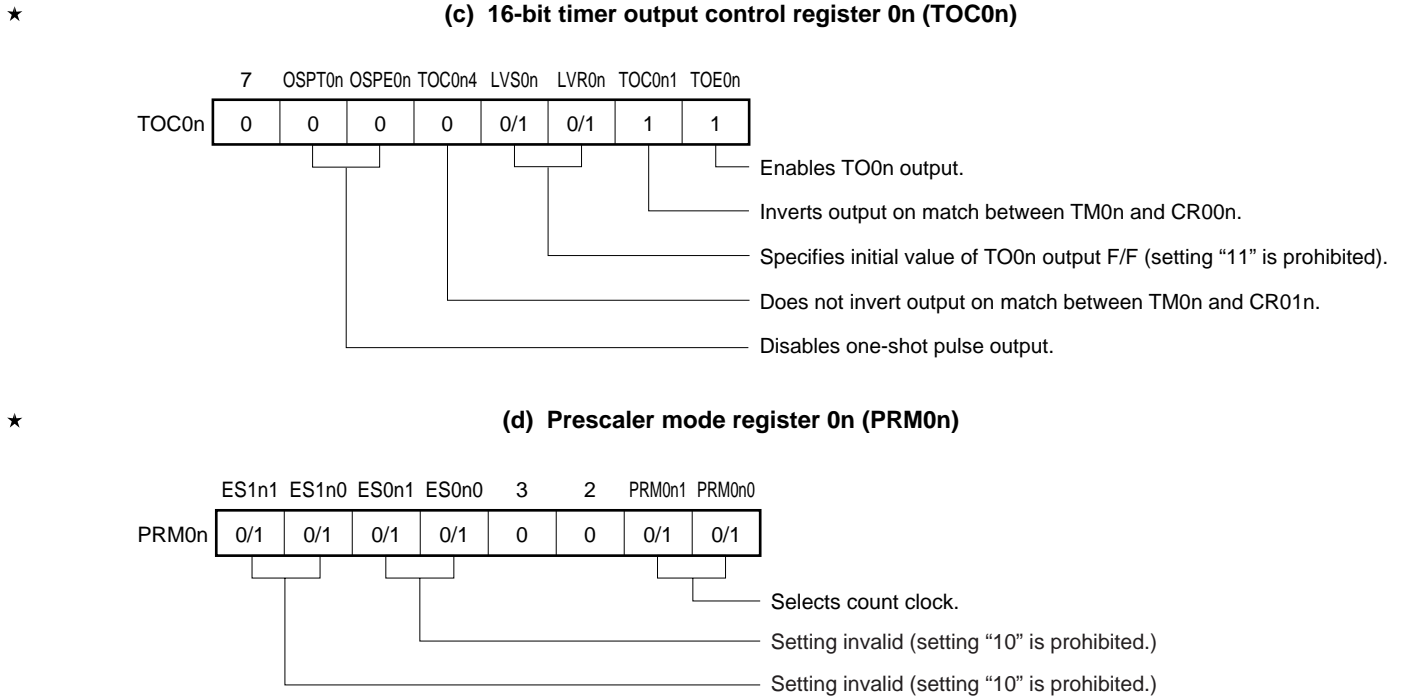 ★ (c) 16-bit timer output control register 0n (TOC0n)
7 OSPT0n OSPE0n TOC0n4 LVS0n LVR0n TOC0n1 TOE0n
TOC0n 0 0 0 0 0/1 0/1 1 1
Enables TO0n output.
Inverts output on match between TM0n and CR00n.
Specifies initial value of TO0n output F/F (setting “11” is prohibited).
Does not invert output on match between TM0n and CR01n.
Disables one-shot pulse output.
★ (d) Prescaler mode register 0n (PRM0n)
ES1n1 ES1n0 ES0n1 ES0n0 3 2 PRM0n1 PRM0n0
PRM0n 0/1 0/1 0/1 0/1 0 0 0/1 0/1
Selects count clock.
Setting invalid (setting “10” is prohibited.)
Setting invalid (setting “10” is prohibited.)